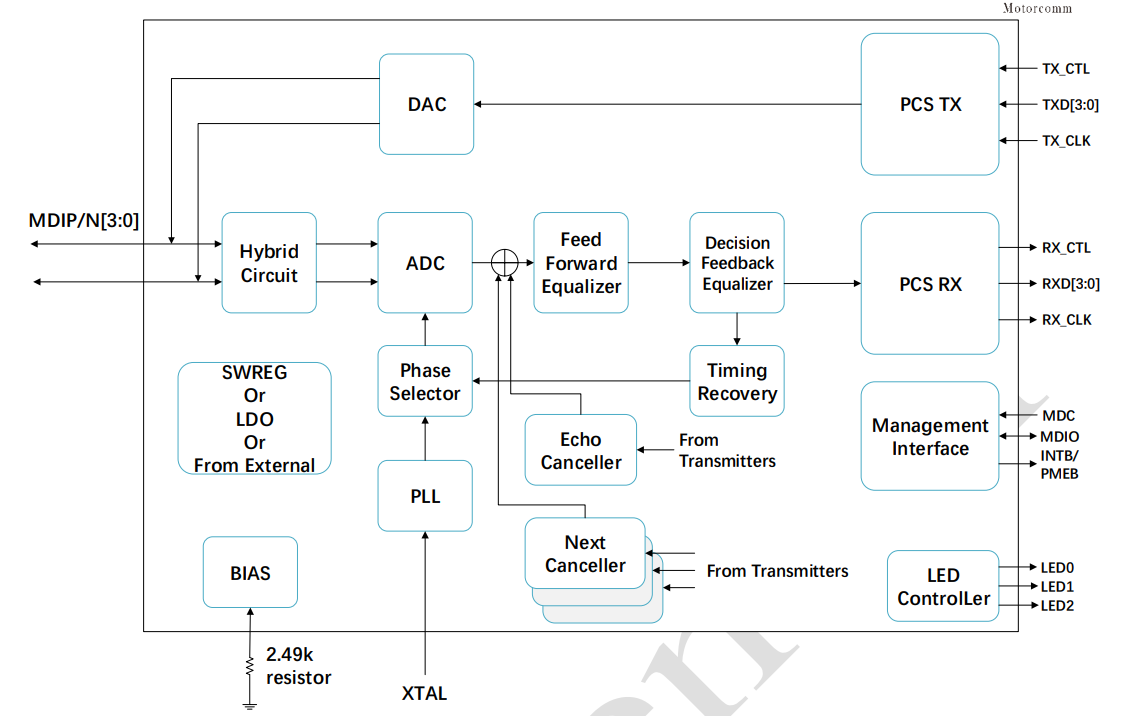 Motorcomm
DAC
PCS TX
TX_CTL
TXD[3:0]
TX_CLK
MDIP/N[3:0]
Hybrid
Circuit
ADC
Feed
Forward
Equalizer
Decision
Feedback
Equalizer
PCS RX
RX_CTL
RXD[3:0]
RX_CLK
SWREG
Or
LDO
Or
From External
Phase
Selector
Timing
Recovery
Echo
Canceller
From
Transmitters
Management
Interface
MDC
MDIO
INTB/
PMEB
PLL
Next
Canceller
From Transmitters
BIAS
LED
ControlLer
LED0
LED1
LED2
2.49k
resistor
XTAL